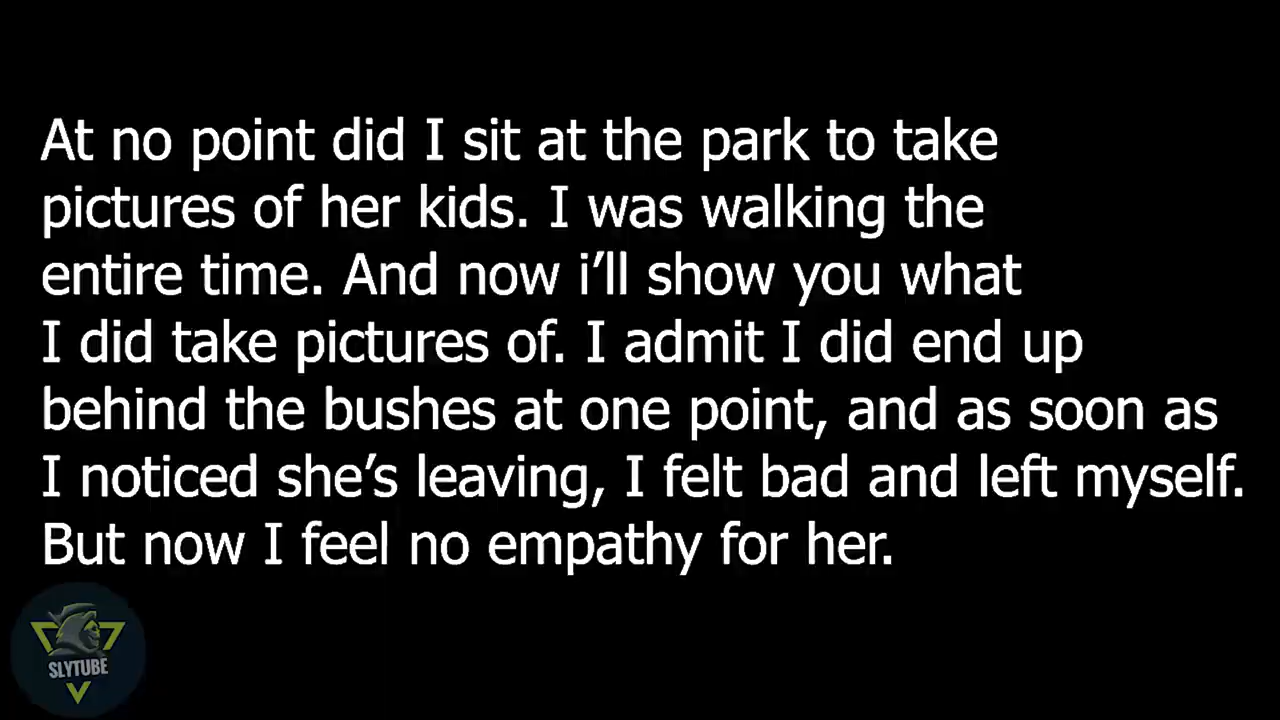 At no point did I sit at the park to take
pictures of her kids. I was walking the
entire time. And now i’ll show you what
I did take pictures of. I admit I did end up
behind the bushes at one point, and as soon as
I noticed she’s leaving, I felt bad and left myself.
But now I feel no empathy for her.
SLYTUBE